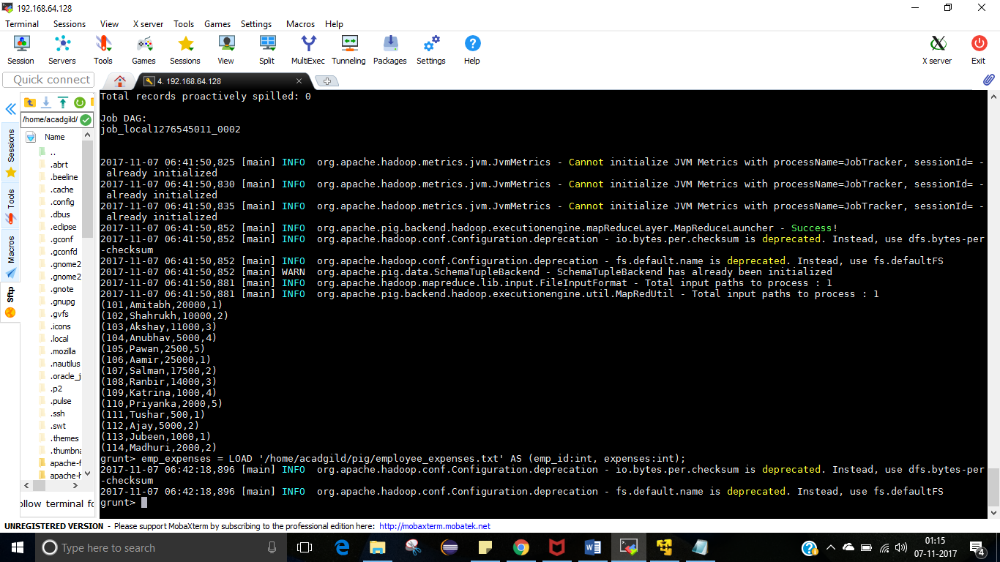 192.168.64.128
Terminal Sessions View X server Tools Games Settings Macros Help
Session Servers Tools Games Sessions View Split MultiExec Tunneling Packages Settings Help X server Exit
Quick connect
4. 192.168.64.128
/home/acadgild/
Name
..
.abrt
.beeline
.cache
.config
.dbus
.eclipse
.gconf
.gconfd
.gnome2
.gnome2
.gnote
.gnupg
.gvfs
.icons
.local
.mozilla
.nautilus
.oracle_j
.p2
.pulse
.ssh
.swt
.themes
.thumbna
apache-f
apache-h
ollow terminal fo
Sessions
Tools
Macros
Sftp
Total records proactively spilled: 0
Job DAG:
job_local1276545011_0002
2017-11-07 06:41:50,825 [main] INFO  org.apache.hadoop.metrics.jvm.JvmMetrics - Cannot initialize JVM Metrics with processName=JobTracker, sessionId= -
already initialized
2017-11-07 06:41:50,830 [main] INFO  org.apache.hadoop.metrics.jvm.JvmMetrics - Cannot initialize JVM Metrics with processName=JobTracker, sessionId= -
already initialized
2017-11-07 06:41:50,835 [main] INFO  org.apache.hadoop.metrics.jvm.JvmMetrics - Cannot initialize JVM Metrics with processName=JobTracker, sessionId= -
already initialized
2017-11-07 06:41:50,852 [main] INFO  org.apache.pig.backend.hadoop.executionengine.mapReduceLayer.MapReduceLauncher - Success!
2017-11-07 06:41:50,852 [main] INFO  org.apache.hadoop.conf.Configuration.deprecation - io.bytes.per.checksum is deprecated. Instead, use dfs.bytes-per
-checksum
2017-11-07 06:41:50,852 [main] INFO  org.apache.hadoop.conf.Configuration.deprecation - fs.default.name is deprecated. Instead, use fs.defaultFS
2017-11-07 06:41:50,852 [main] WARN  org.apache.pig.data.SchemaTupleBackend - SchemaTupleBackend has already been initialized
2017-11-07 06:41:50,881 [main] INFO  org.apache.hadoop.mapreduce.lib.input.FileInputFormat - Total input paths to process : 1
2017-11-07 06:41:50,881 [main] INFO  org.apache.pig.backend.hadoop.executionengine.util.MapRedUtil - Total input paths to process : 1
(101,Amitabh,20000,1)
(102,Shahrukh,10000,2)
(103,Akshay,11000,3)
(104,Anubhav,5000,4)
(105,Pawan,2500,5)
(106,Aamir,25000,1)
(107,Salman,17500,2)
(108,Ranbir,14000,3)
(109,Katrina,1000,4)
(110,Priyanka,2000,5)
(111,Tushar,500,1)
(112,Ajay,5000,2)
(113,Jubeen,1000,1)
(114,Madhuri,2000,2)
grunt> emp_expenses = LOAD '/home/acadgild/pig/employee_expenses.txt' AS (emp_id:int, expenses:int);
2017-11-07 06:42:18,896 [main] INFO  org.apache.hadoop.conf.Configuration.deprecation - io.bytes.per.checksum is deprecated. Instead, use dfs.bytes-per
-checksum
2017-11-07 06:42:18,896 [main] INFO  org.apache.hadoop.conf.Configuration.deprecation - fs.default.name is deprecated. Instead, use fs.defaultFS
grunt>
UNREGISTERED VERSION - Please support MobaXterm by subscribing to the professional edition here: http://mobaxterm.mobatek.net
Type here to search
01:15
07-11-2017
4